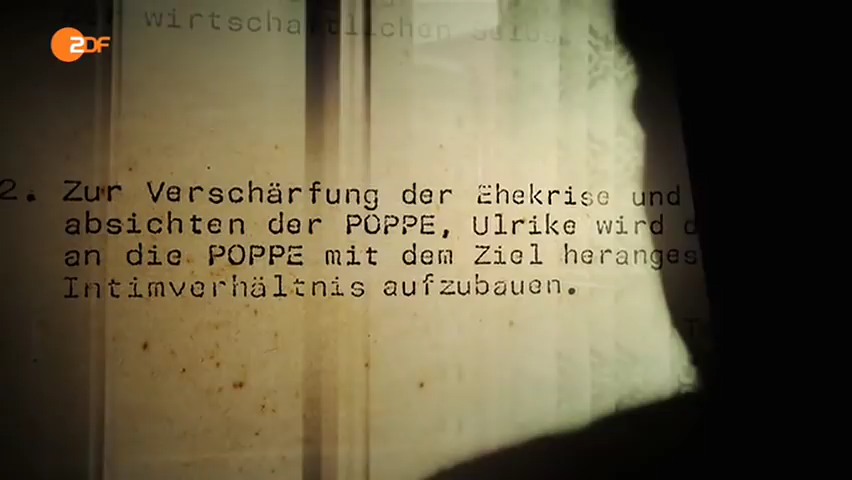 ZDF
wirtschaftlichen
2. Zur Verschärfung der Ehekrise und
absichten der POPPE, Ulrike wird d
an die POPPE mit dem Ziel heranges
Intimverhältnis aufzubauen.